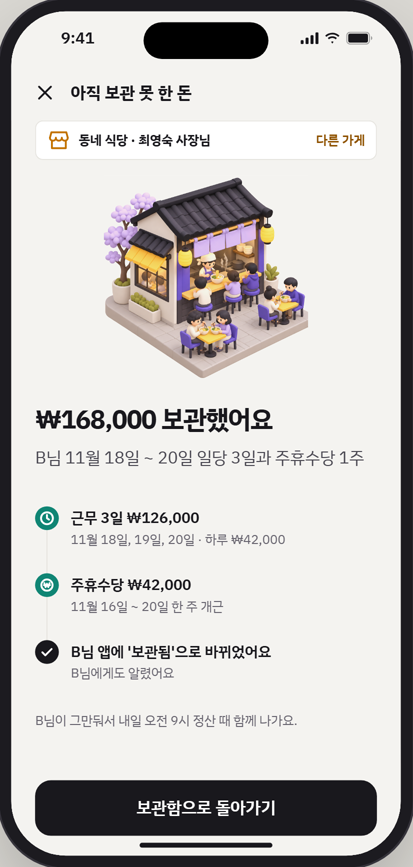 9:41
아직 보관 못 한 돈
동네 식당 · 최영숙 사장님
다른 가게
₩168,000 보관했어요
B님 11월 18일 ~ 20일 일당 3일과 주휴수당 1주
근무 3일 ₩126,000
11월 18일, 19일, 20일 · 하루 ₩42,000
주휴수당 ₩42,000
11월 16일 ~ 20일 한 주 개근
B님 앱에 '보관됨'으로 바뀌었어요
B님에게도 알렸어요
B님이 그만둬서 내일 오전 9시 정산 때 함께 나가요.
보관함으로 돌아가기